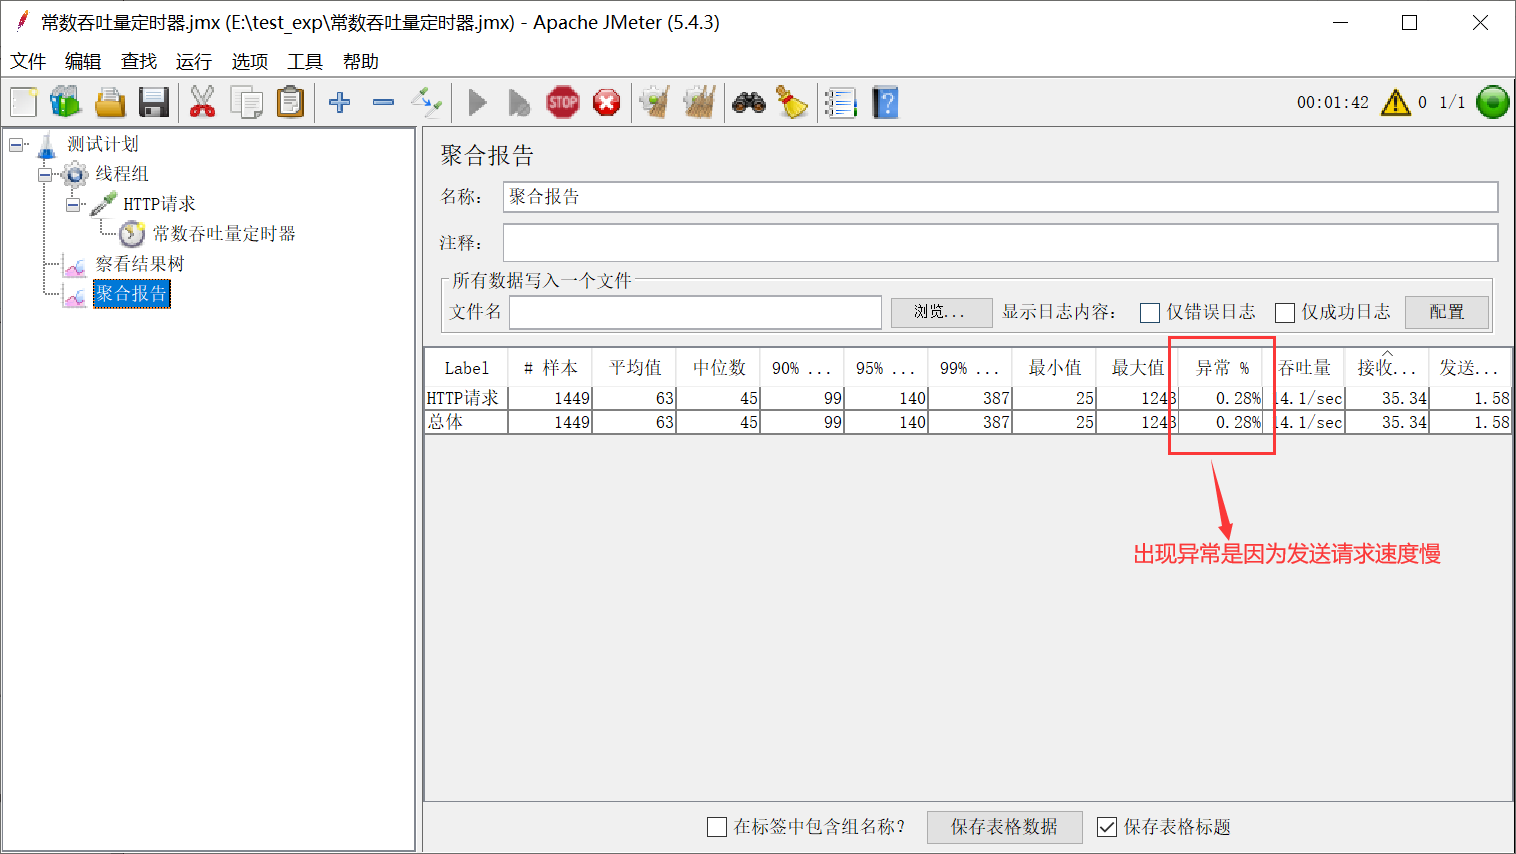 常数吞吐量定时器.jmx (E:\test_exp\常数吞吐量定时器.jmx) - Apache JMeter (5.4.3)
文件 编辑 查找 运行 选项 工具 帮助
STOP 00:01:42 0 1/1
测试计划
线程组
HTTP请求
常数吞吐量定时器
察看结果树
聚合报告
聚合报告
名称: 聚合报告
注释:
所有数据写入一个文件
文件名 浏览... 显示日志内容: 仅错误日志 仅成功日志 配置
Label # 样本 平均值 中位数 90% ... 95% ... 99% ... 最小值 最大值 异常 % 吞吐量 接收... 发送...
HTTP请求 1449 63 45 99 140 387 25 1243 0.28% 14.1/sec 35.34 1.58
总体 1449 63 45 99 140 387 25 1243 0.28% 14.1/sec 35.34 1.58
出现异常是因为发送请求速度慢
在标签中包含组名称? 保存表格数据 保存表格标题